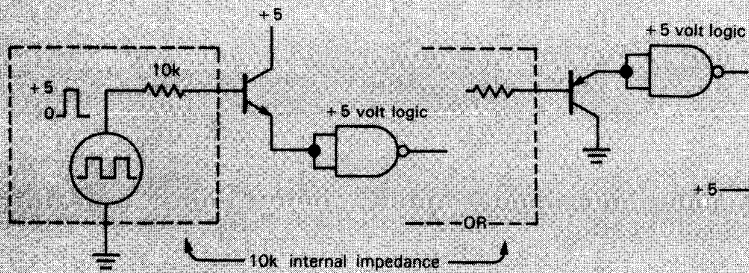 +5
+5 volt logic
10k
+5
0
+5 volt logic
+5
OR
10k internal impedance